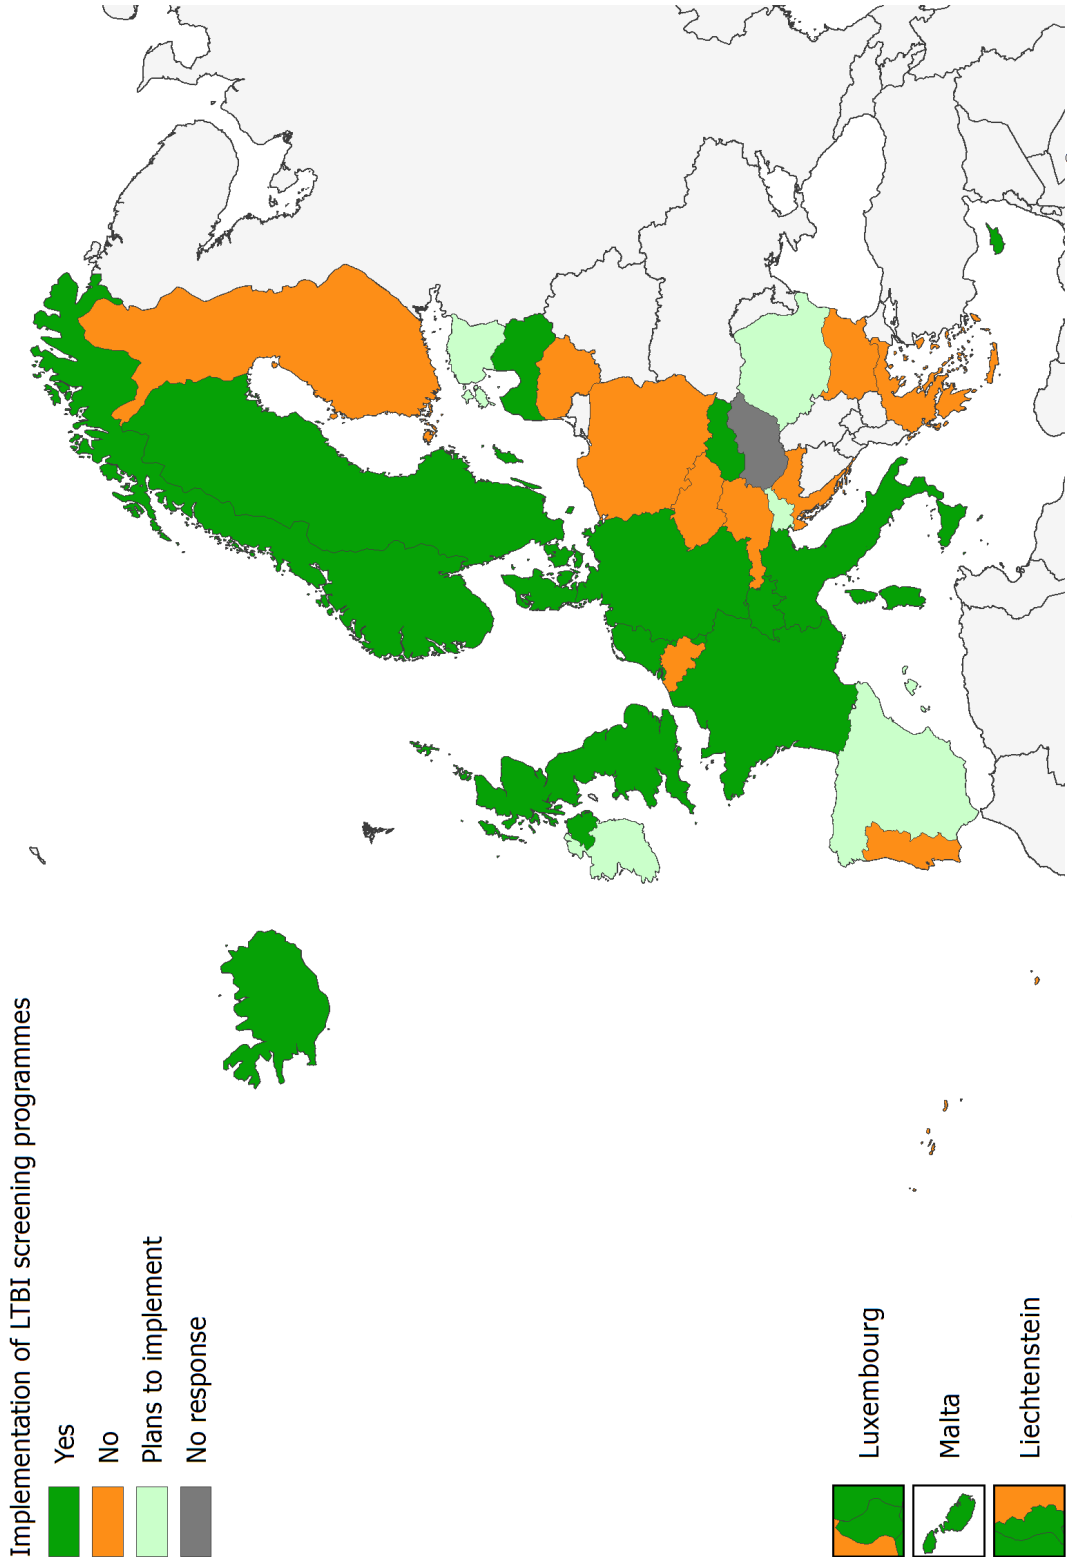 Implementation of LTBI screening programmes
Yes
No
Plans to implement
No response
Luxembourg
Malta
Liechtenstein